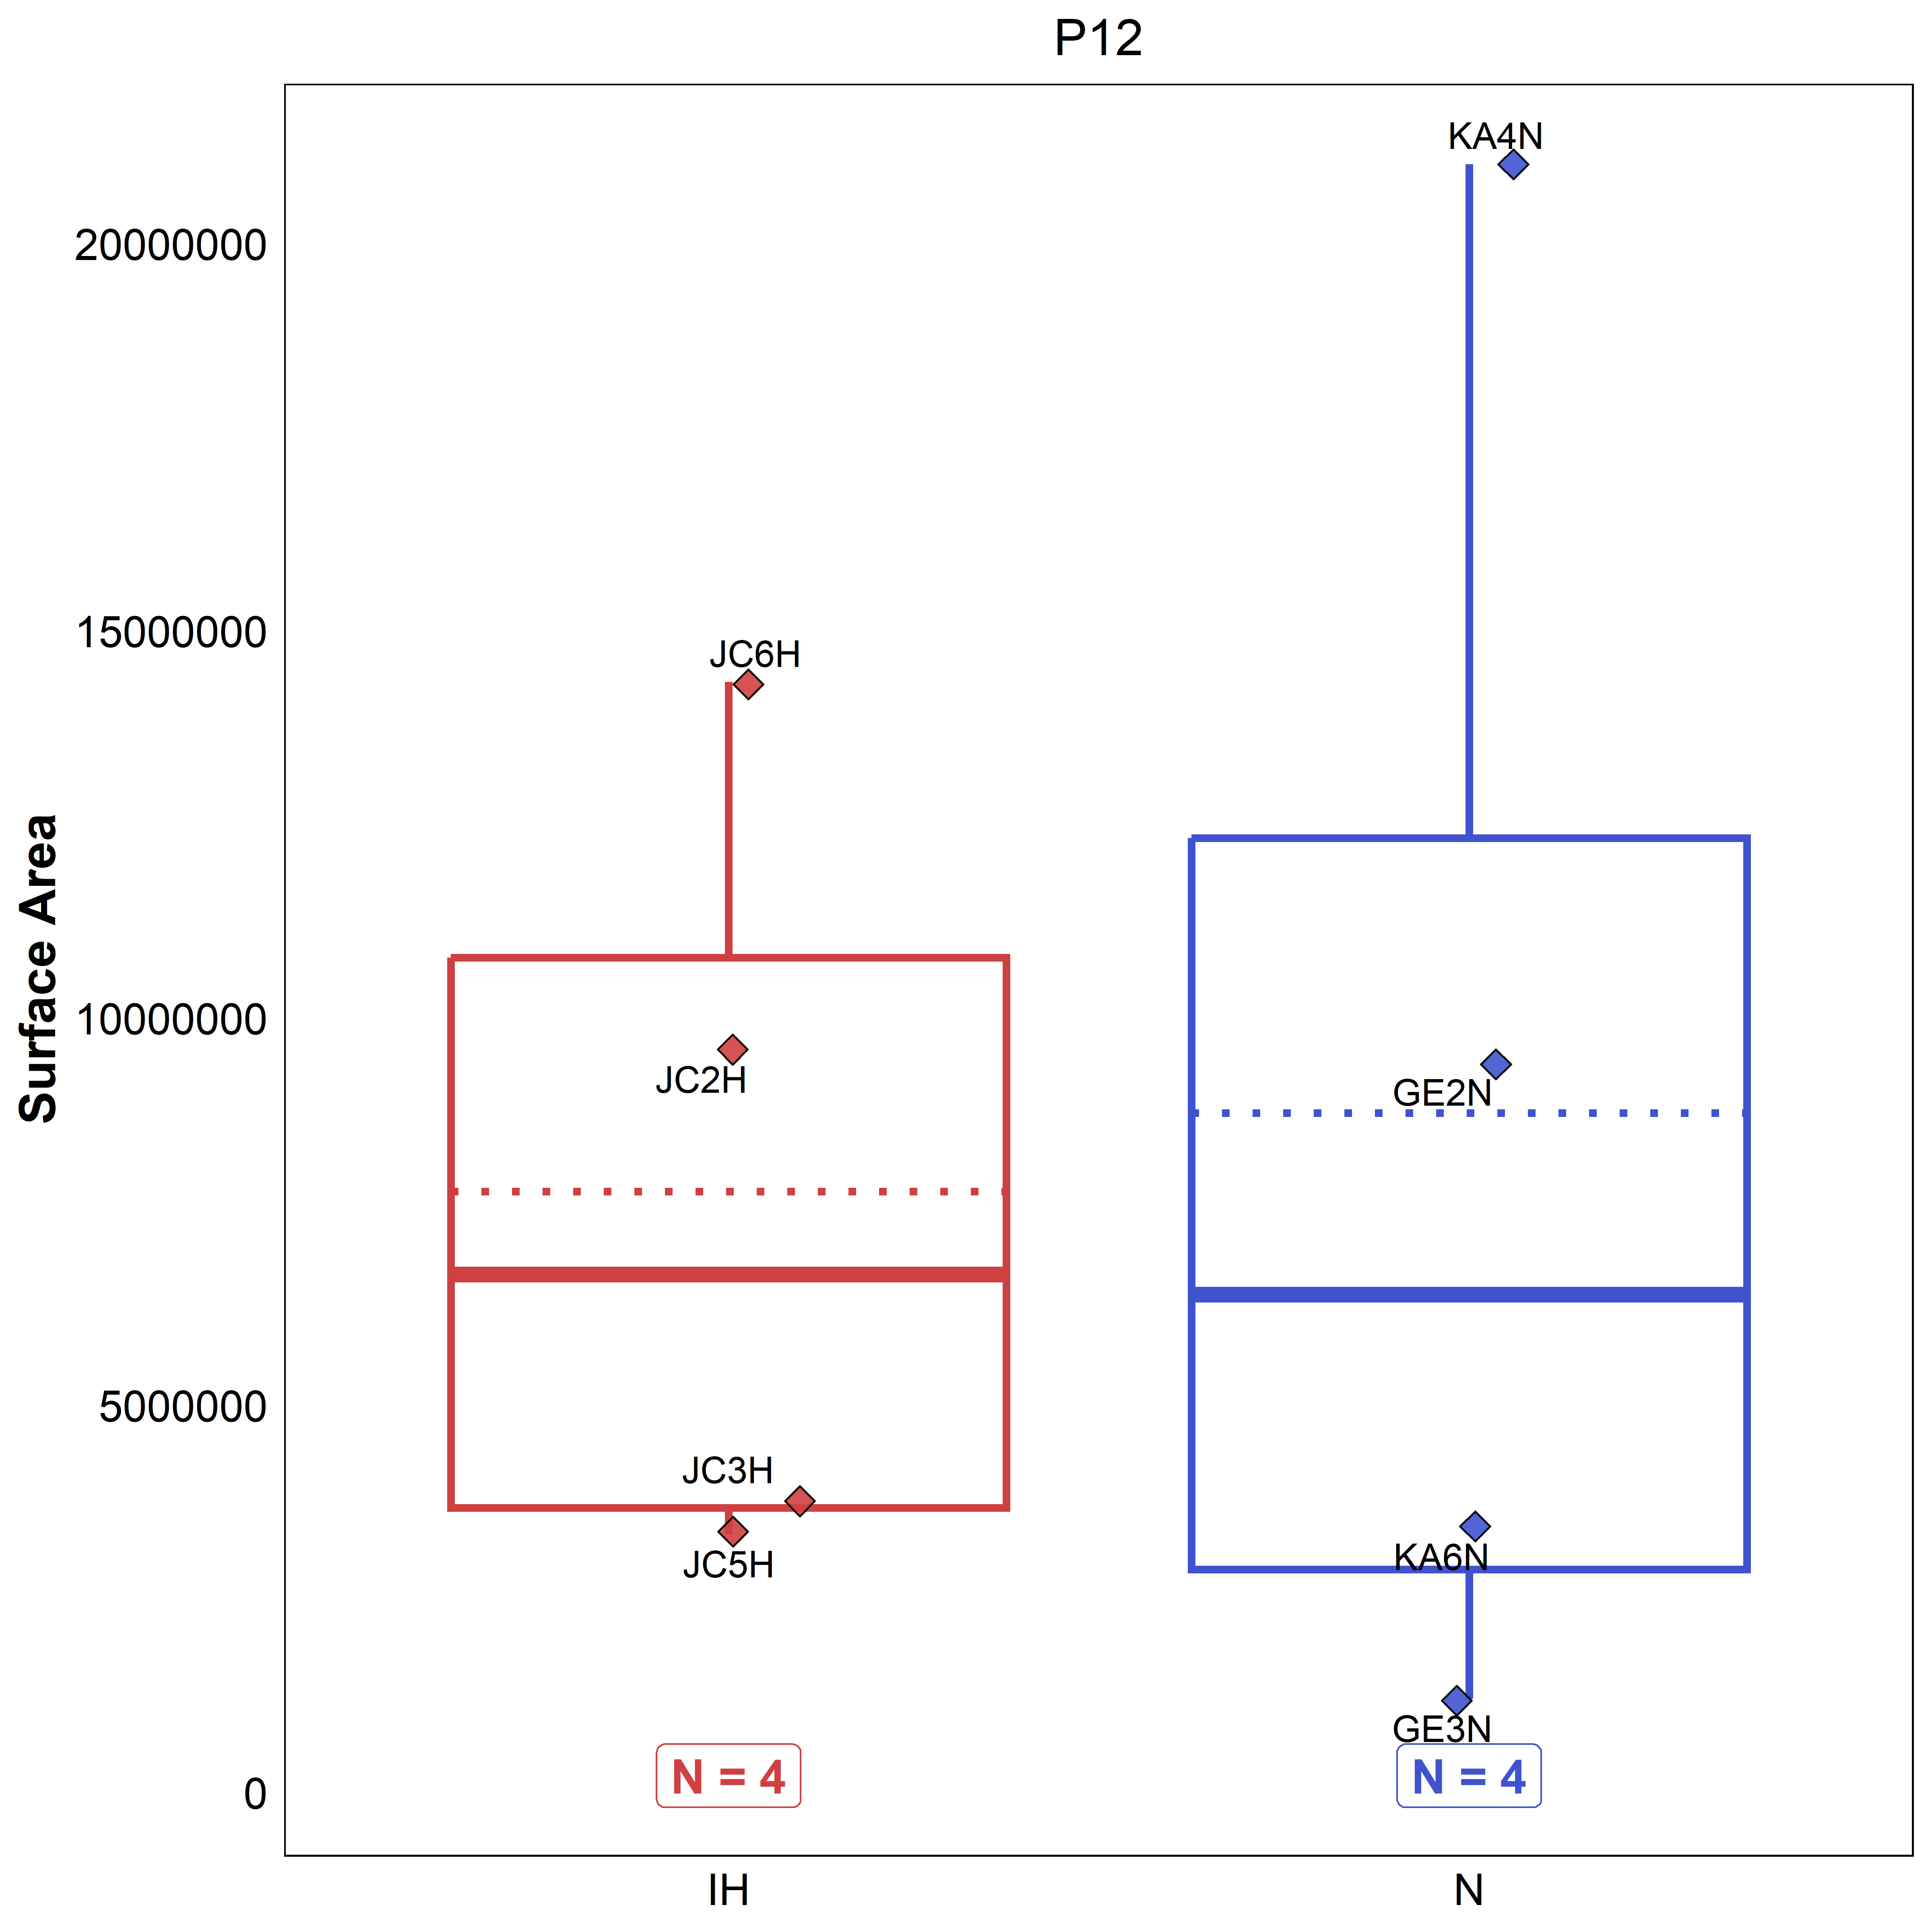 P12
KA4N
20000000
15000000
JC6H
Surface Area
10000000
JC2H
GE2N
5000000
JC3H
KA6N
JC5H
GE3N
N = 4
N = 4
0
IH
N